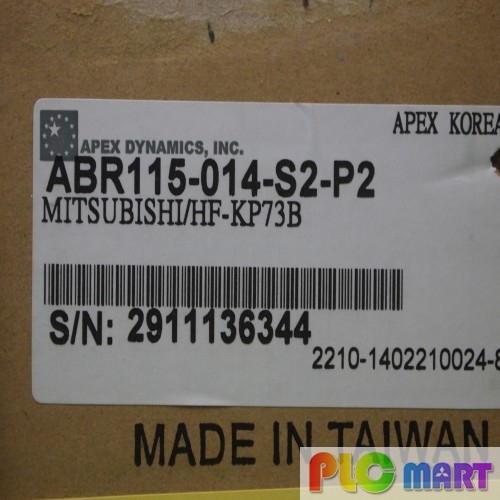 APEX KOREA
APEX DYNAMICS, INC.
ABR115-014-S2-P2
MITSUBISHI/HF-KP73B
S/N: 2911136344
2210-1402210024-8
MADE IN TAIWAN
PLC mart